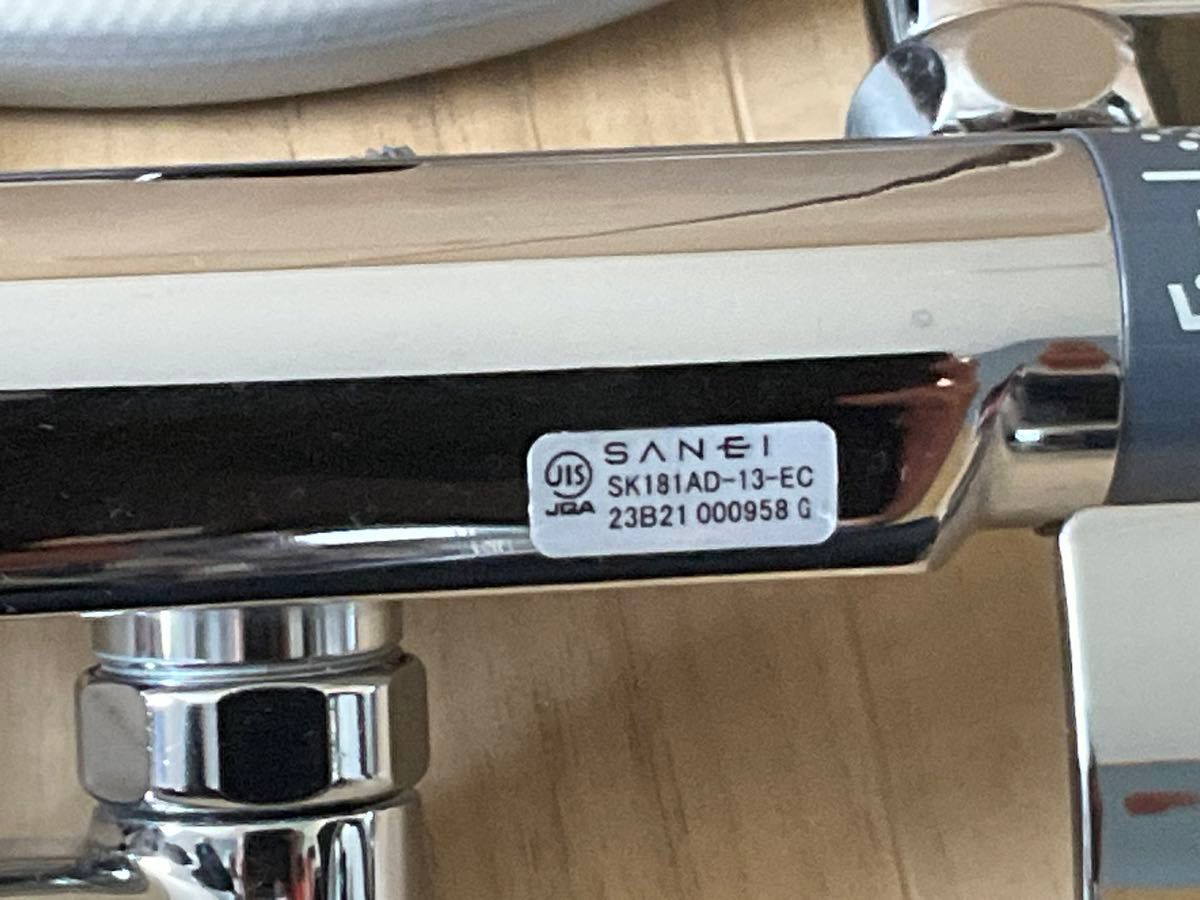 SANEI
JIS
SK181AD-13-EC
JQA
23B21 000958 G